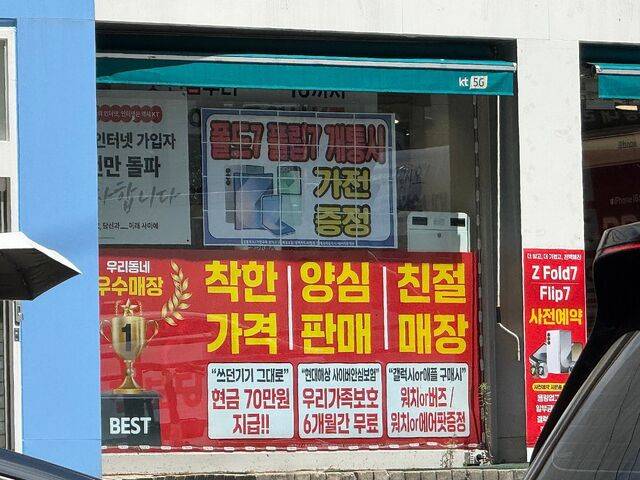 kt 5G
인터넷 가입자
만 돌파
폴드7 플립7 개통시
가전
증정
우리동네
우수매장
1
BEST
착한 양심 친절
가격 판매 매장
"쓰던기기 그대로"
현금 70만원
지급!!
"현대해상 사이버안심보험"
우리가족보호
6개월간 무료
"갤럭시or애플 구매시"
워치or버즈 /
워치or에어팟증정
Z Fold7
Flip7
사전예약